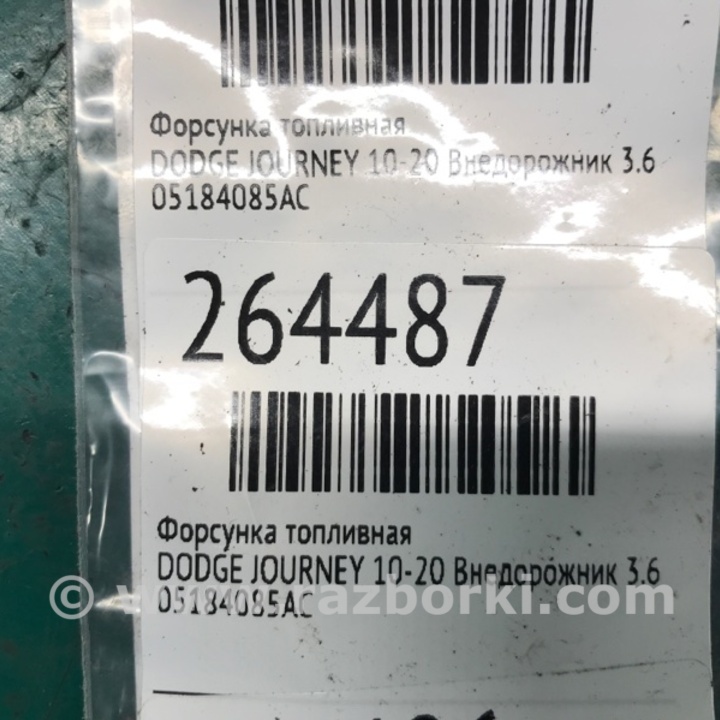 Форсунка топливная
DODGE JOURNEY 10-20 Внедорожник 3.6
05184085AC
264487
Форсунка топливная
DODGE JOURNEY 10-20 Внедорожник 3.6
05184085AC